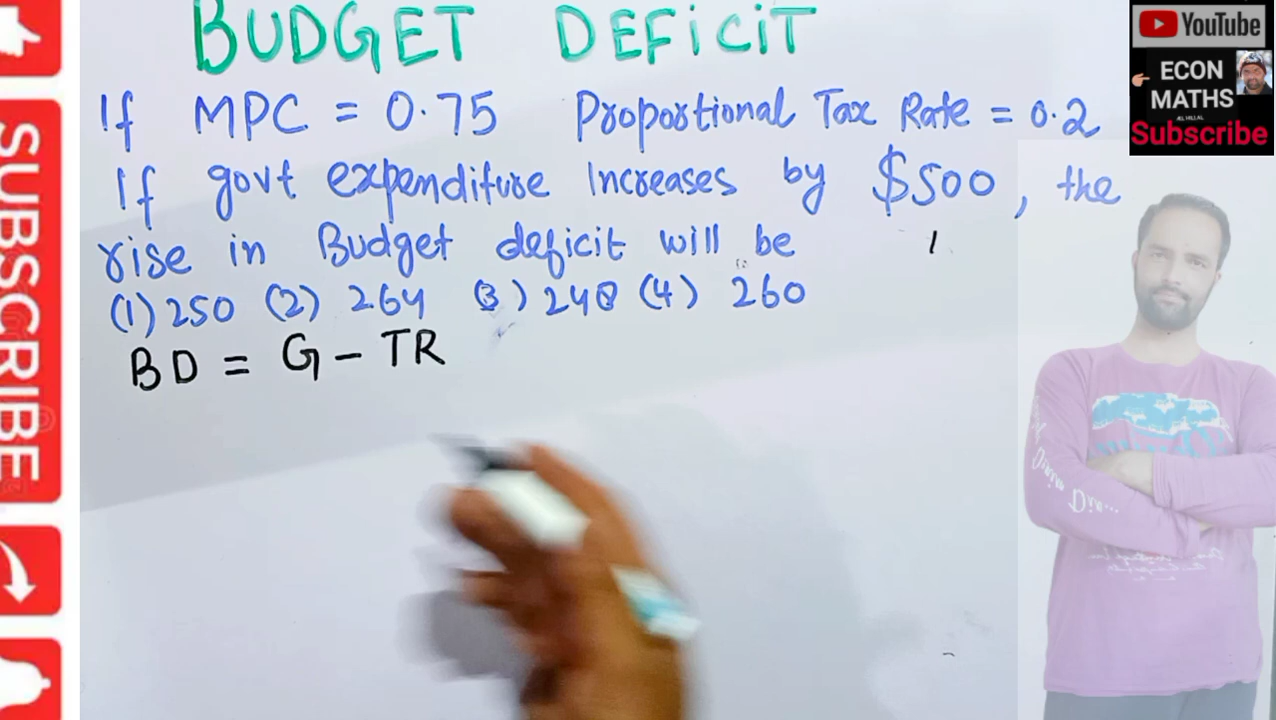 BUDGET DEFICIT
If MPC = 0.75 Proportional Tax Rate = 0.2
If govt expenditure Increases by $500, the
rise in Budget deficit will be
(1) 250 (2) 264 (3) 248 (4) 260
BD = G - TR
SUBSCRIBE
YouTube
ECON
MATHS
Subscribe